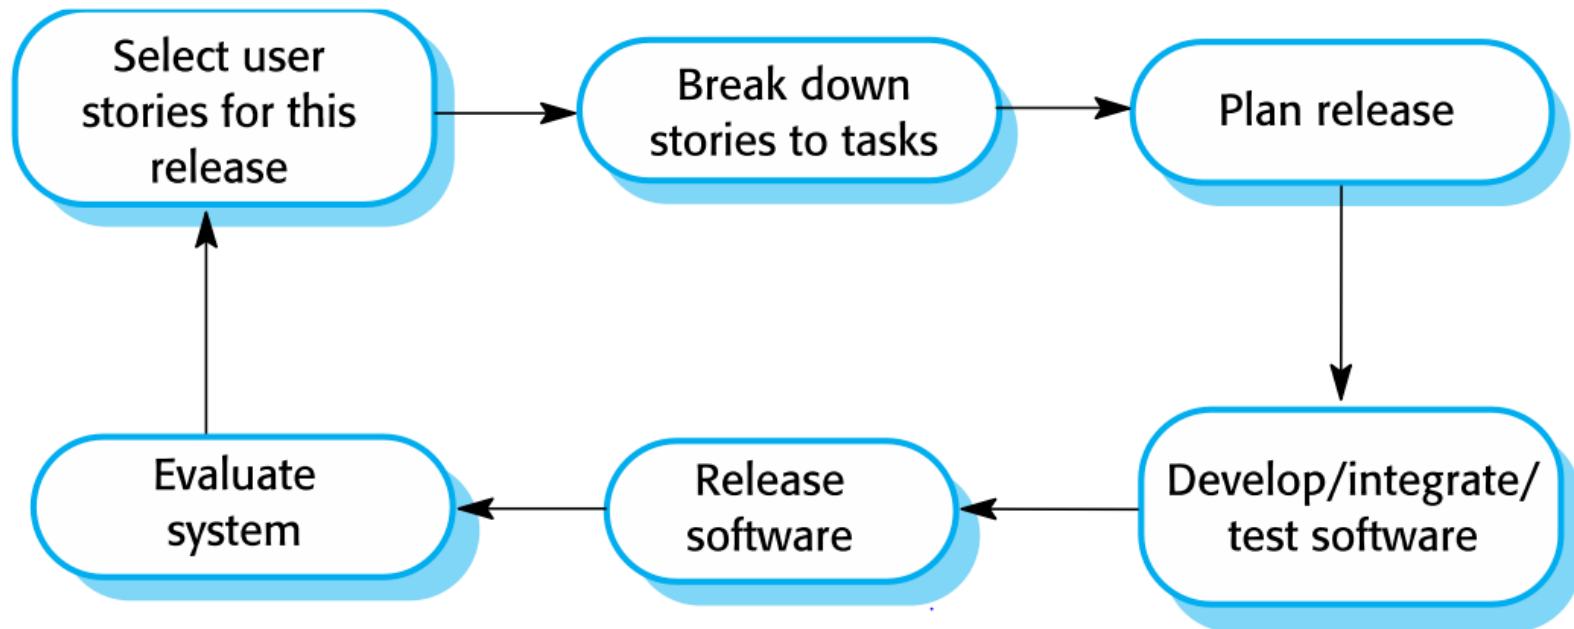 Select user
stories for this
release
Break down
stories to tasks
Plan release
Evaluate
system
Release
software
Develop/integrate/
test software